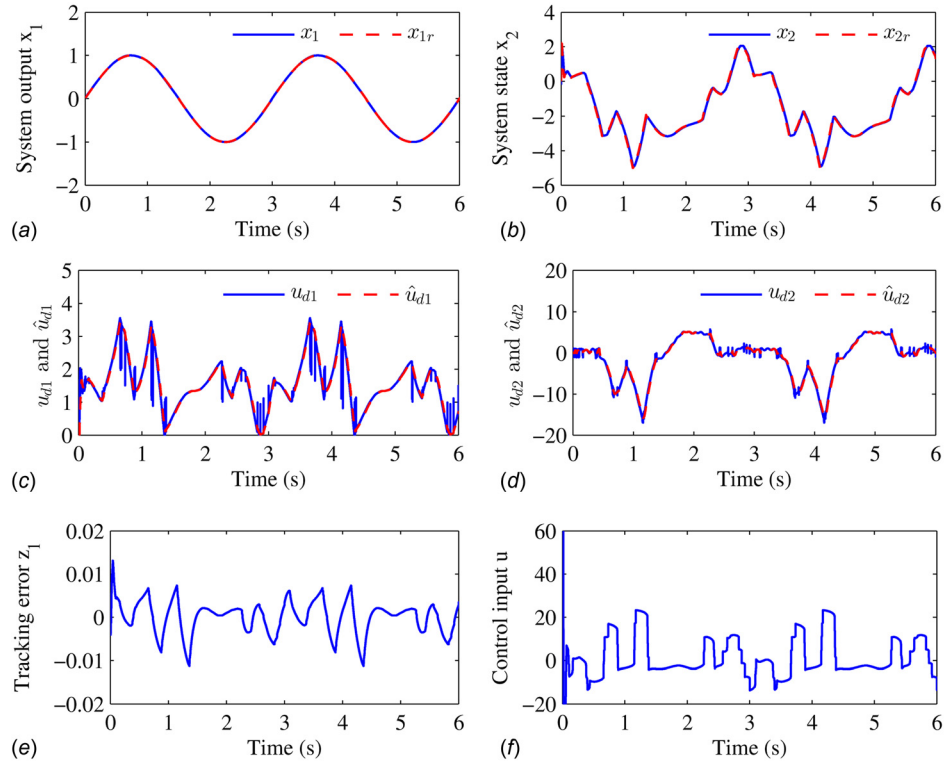 2
1
0
−1
−2
System output x1
x1 x1r
0 1 2 3 4 5 6
Time (s)
(a)
4
2
0
−2
−4
−6
System state x2
x2 x2r
0 1 2 3 4 5 6
Time (s)
(b)
5
4
3
2
1
0
ud1 and ûd1
ud1 ûd1
0 1 2 3 4 5 6
Time (s)
(c)
20
10
0
−10
−20
ud2 and ûd2
ud2 ûd2
0 1 2 3 4 5 6
Time (s)
(d)
0.02
0.01
0
−0.01
−0.02
Tracking error z1
0 1 2 3 4 5 6
Time (s)
(e)
60
40
20
0
−20
Control input u
0 1 2 3 4 5 6
Time (s)
(f)